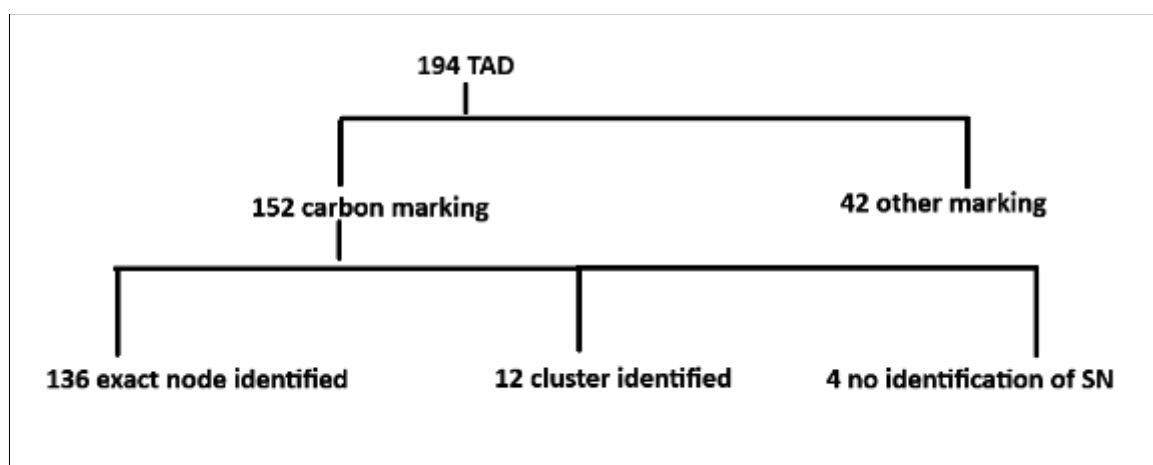 194 TAD
152 carbon marking
42 other marking
136 exact node identified
12 cluster identified
4 no identification of SN